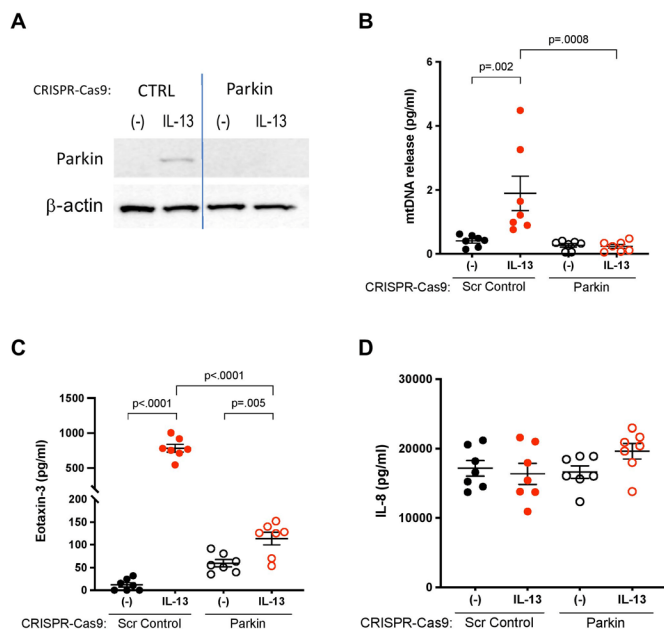 A
CRISPR-Cas9: CTRL Parkin
(-) IL-13 (-) IL-13
Parkin
β-actin
B
p=.0008
p=.002
mtDNA release (pg/ml)
6
4
2
0
(-) IL-13 (-) IL-13
CRISPR-Cas9: Scr Control Parkin
C
p<.0001
p<.0001 p=.005
Eotaxin-3 (pg/ml)
1500
1000
500
200
150
100
50
0
(-) IL-13 (-) IL-13
CRISPR-Cas9: Scr Control Parkin
D
IL-8 (pg/ml)
30000
20000
10000
0
(-) IL-13 (-) IL-13
CRISPR-Cas9: Scr Control Parkin